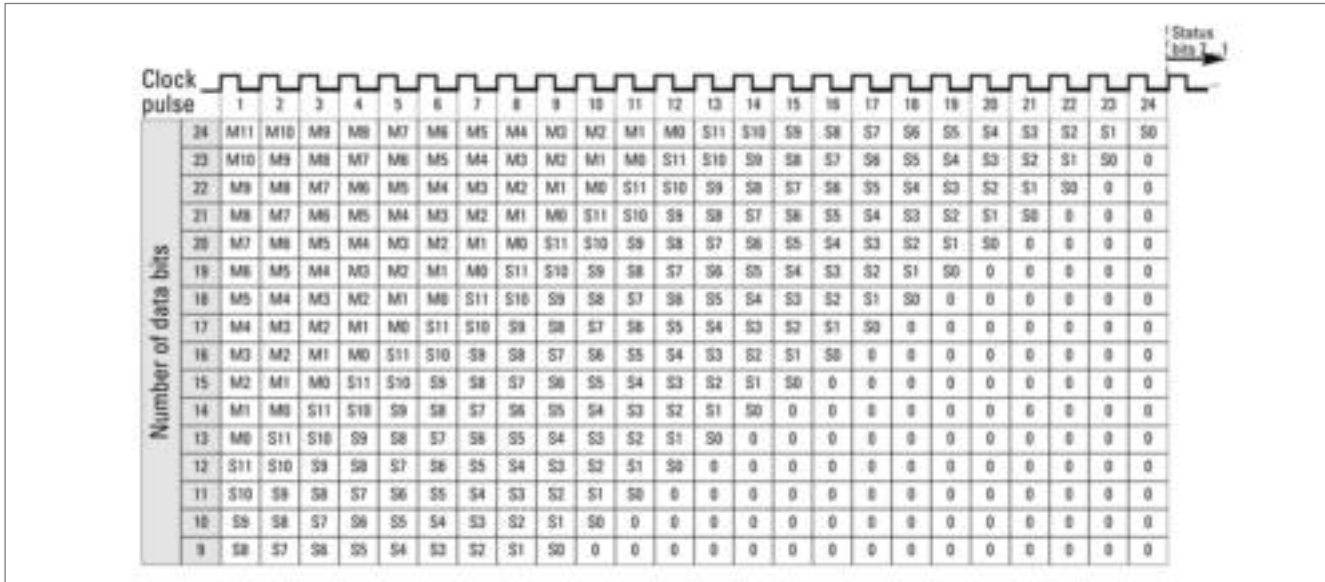 Status
bits
Clock
pulse
1 2 3 4 5 6 7 8 9 10 11 12 13 14 15 16 17 18 19 20 21 22 23 24
Number of data bits
24 M11 M10 M9 M8 M7 M6 M5 M4 M3 M2 M1 M0 S11 S10 S9 S8 S7 S6 S5 S4 S3 S2 S1 S0
23 M10 M9 M8 M7 M6 M5 M4 M3 M2 M1 M0 S11 S10 S9 S8 S7 S6 S5 S4 S3 S2 S1 S0 0
22 M9 M8 M7 M6 M5 M4 M3 M2 M1 M0 S11 S10 S9 S8 S7 S6 S5 S4 S3 S2 S1 S0 0 0
21 M8 M7 M6 M5 M4 M3 M2 M1 M0 S11 S10 S9 S8 S7 S6 S5 S4 S3 S2 S1 S0 0 0 0
20 M7 M6 M5 M4 M3 M2 M1 M0 S11 S10 S9 S8 S7 S6 S5 S4 S3 S2 S1 S0 0 0 0 0
19 M6 M5 M4 M3 M2 M1 M0 S11 S10 S9 S8 S7 S6 S5 S4 S3 S2 S1 S0 0 0 0 0 0
18 M5 M4 M3 M2 M1 M0 S11 S10 S9 S8 S7 S6 S5 S4 S3 S2 S1 S0 0 0 0 0 0 0
17 M4 M3 M2 M1 M0 S11 S10 S9 S8 S7 S6 S5 S4 S3 S2 S1 S0 0 0 0 0 0 0 0
16 M3 M2 M1 M0 S11 S10 S9 S8 S7 S6 S5 S4 S3 S2 S1 S0 0 0 0 0 0 0 0 0
15 M2 M1 M0 S11 S10 S9 S8 S7 S6 S5 S4 S3 S2 S1 S0 0 0 0 0 0 0 0 0 0
14 M1 M0 S11 S10 S9 S8 S7 S6 S5 S4 S3 S2 S1 S0 0 0 0 0 0 0 0 0 0 0
13 M0 S11 S10 S9 S8 S7 S6 S5 S4 S3 S2 S1 S0 0 0 0 0 0 0 0 0 0 0 0
12 S11 S10 S9 S8 S7 S6 S5 S4 S3 S2 S1 S0 0 0 0 0 0 0 0 0 0 0 0 0
11 S10 S9 S8 S7 S6 S5 S4 S3 S2 S1 S0 0 0 0 0 0 0 0 0 0 0 0 0 0
10 S9 S8 S7 S6 S5 S4 S3 S2 S1 S0 0 0 0 0 0 0 0 0 0 0 0 0 0 0
9 S8 S7 S6 S5 S4 S3 S2 S1 S0 0 0 0 0 0 0 0 0 0 0 0 0 0 0 0